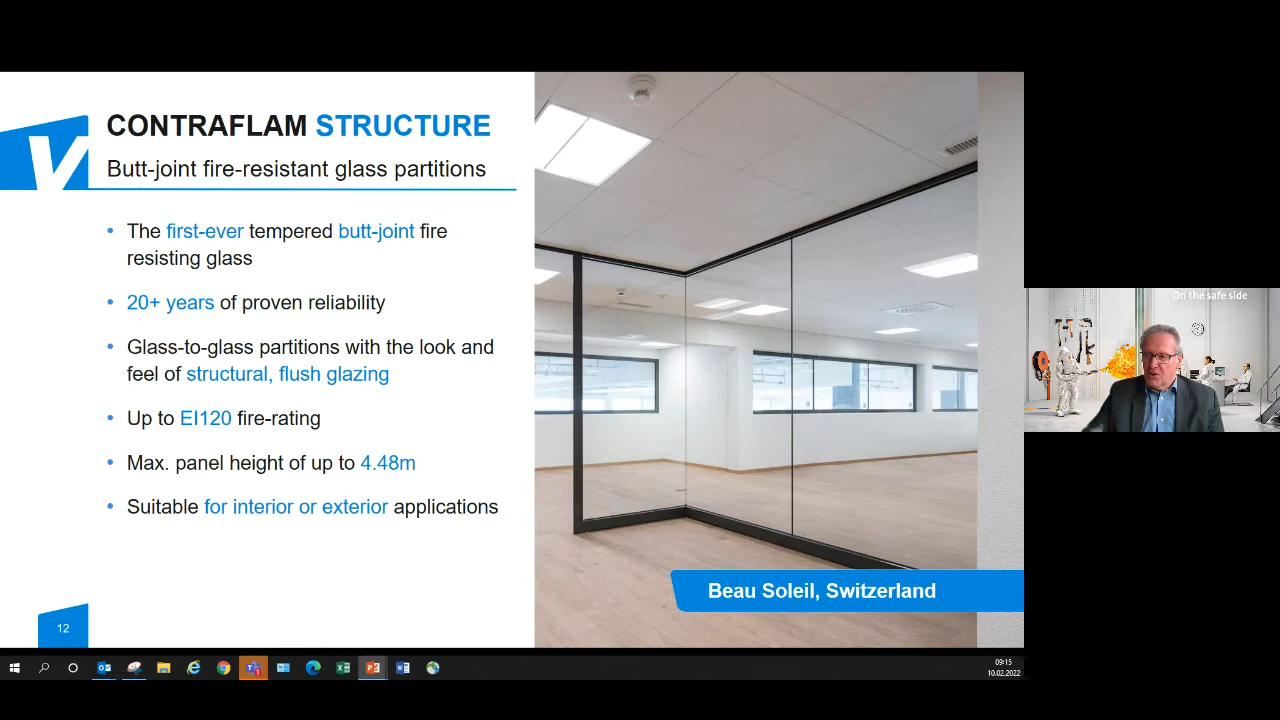 CONTRAFLAM STRUCTURE
Butt-joint fire-resistant glass partitions
• The first-ever tempered butt-joint fire
resisting glass
• 20+ years of proven reliability
• Glass-to-glass partitions with the look and
feel of structural, flush glazing
• Up to EI120 fire-rating
• Max. panel height of up to 4.48m
• Suitable for interior or exterior applications
Beau Soleil, Switzerland
12
On the safe side
09:15
10.02.2022